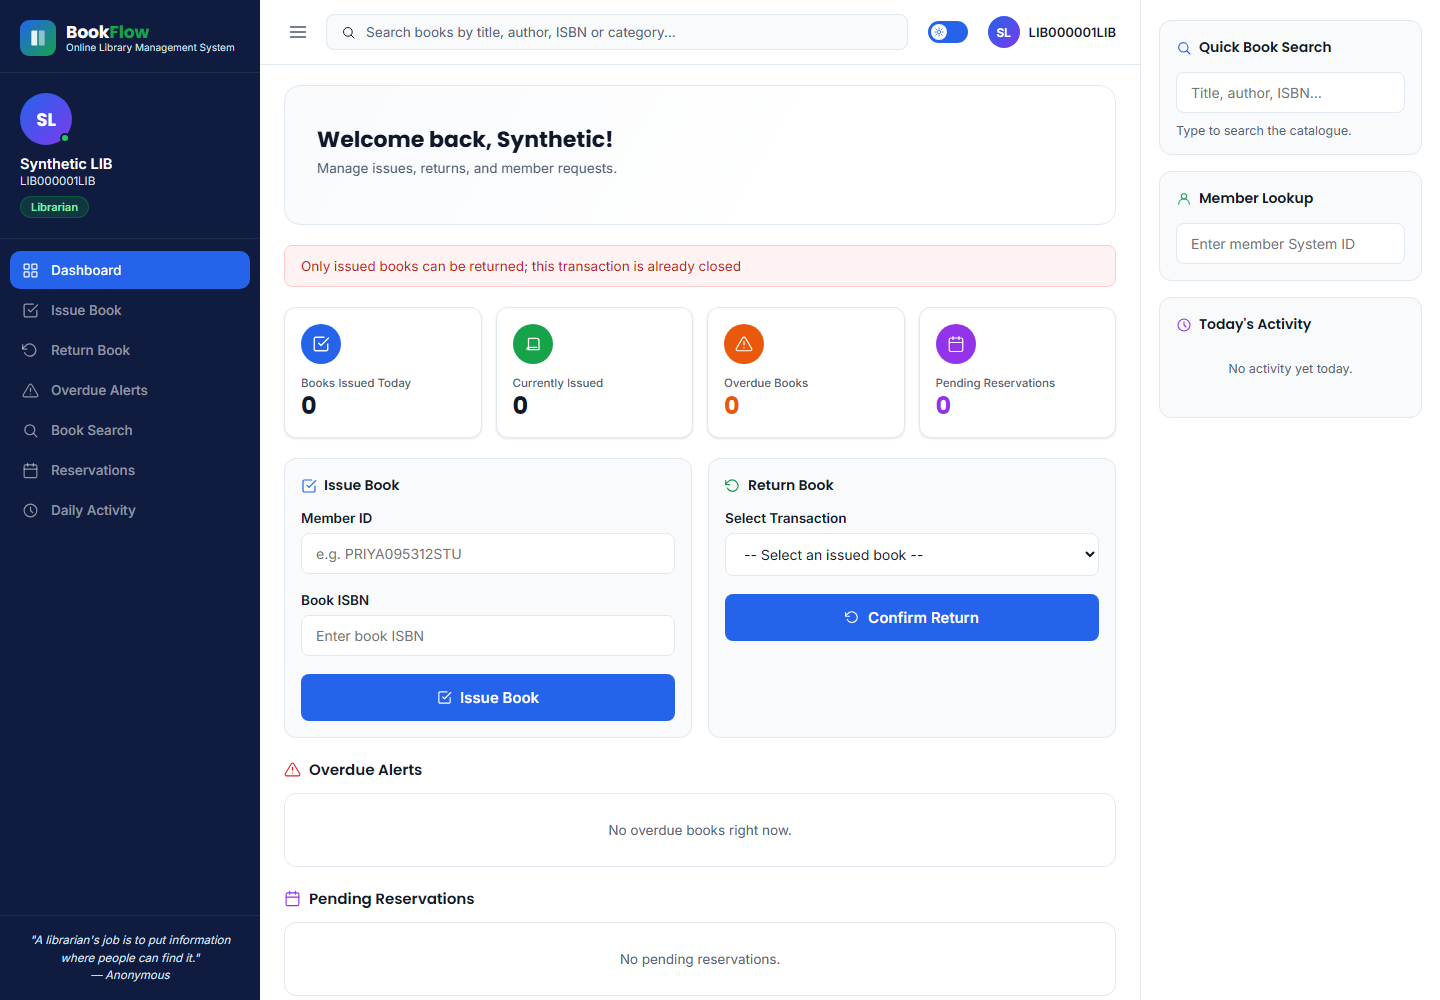 BookFlow
Online Library Management System
SL
Synthetic LIB
LIB000001LIB
Librarian
Dashboard
Issue Book
Return Book
Overdue Alerts
Book Search
Reservations
Daily Activity
"A librarian's job is to put information
where people can find it."
— Anonymous
Search books by title, author, ISBN or category...
SL
LIB000001LIB
Welcome back, Synthetic!
Manage issues, returns, and member requests.
Only issued books can be returned; this transaction is already closed
Books Issued Today
0
Currently Issued
0
Overdue Books
0
Pending Reservations
0
Issue Book
Member ID
e.g. PRIYA095312STU
Book ISBN
Enter book ISBN
Issue Book
Return Book
Select Transaction
-- Select an issued book --
Confirm Return
Overdue Alerts
No overdue books right now.
Pending Reservations
No pending reservations.
Quick Book Search
Title, author, ISBN...
Type to search the catalogue.
Member Lookup
Enter member System ID
Today's Activity
No activity yet today.